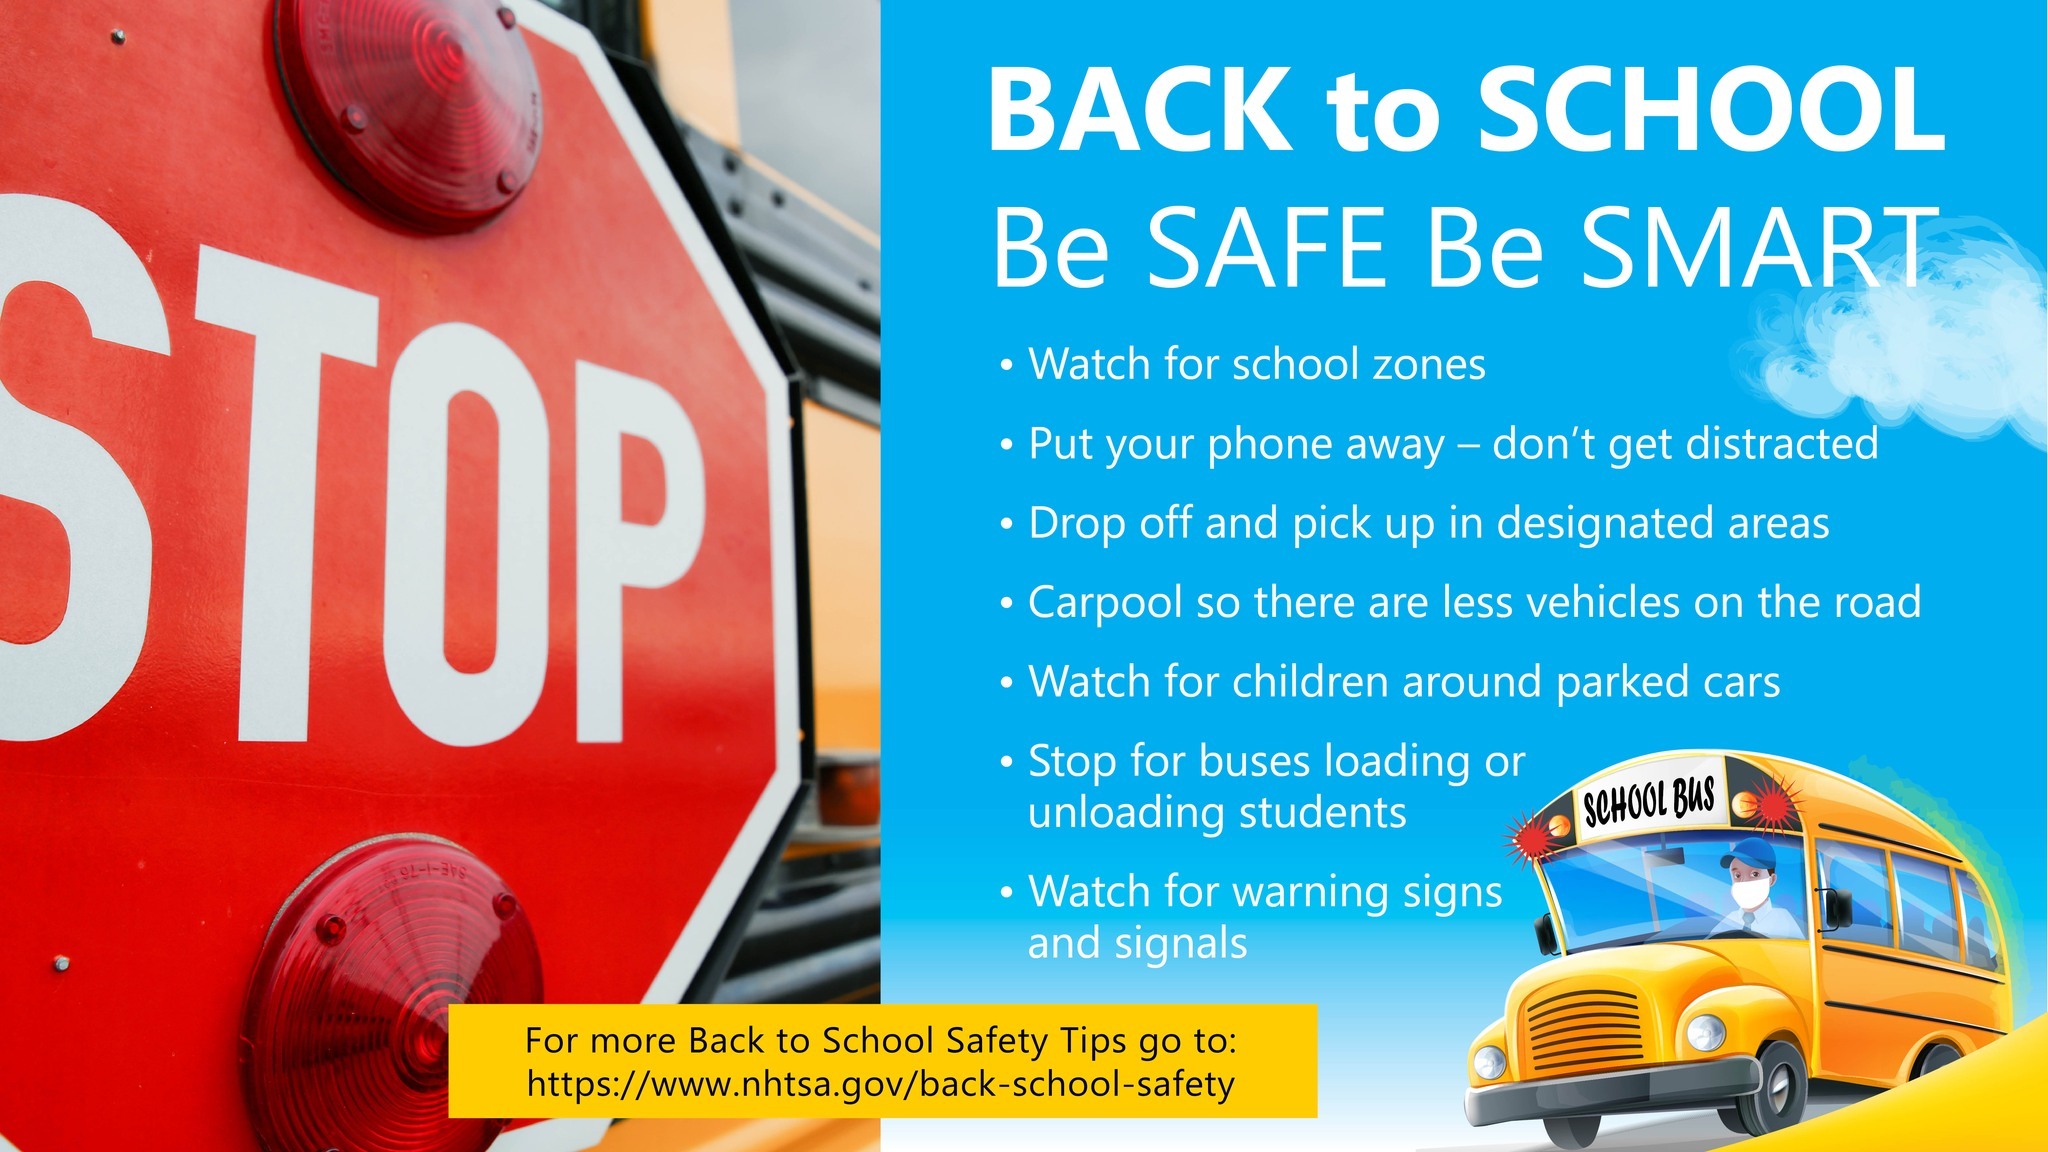 STOP
SAE-I-76
BACK to SCHOOL
Be SAFE Be SMART
• Watch for school zones
• Put your phone away – don’t get distracted
• Drop off and pick up in designated areas
• Carpool so there are less vehicles on the road
• Watch for children around parked cars
• Stop for buses loading or
unloading students
• Watch for warning signs
and signals
SCHOOL BUS
For more Back to School Safety Tips go to:
https://www.nhtsa.gov/back-school-safety